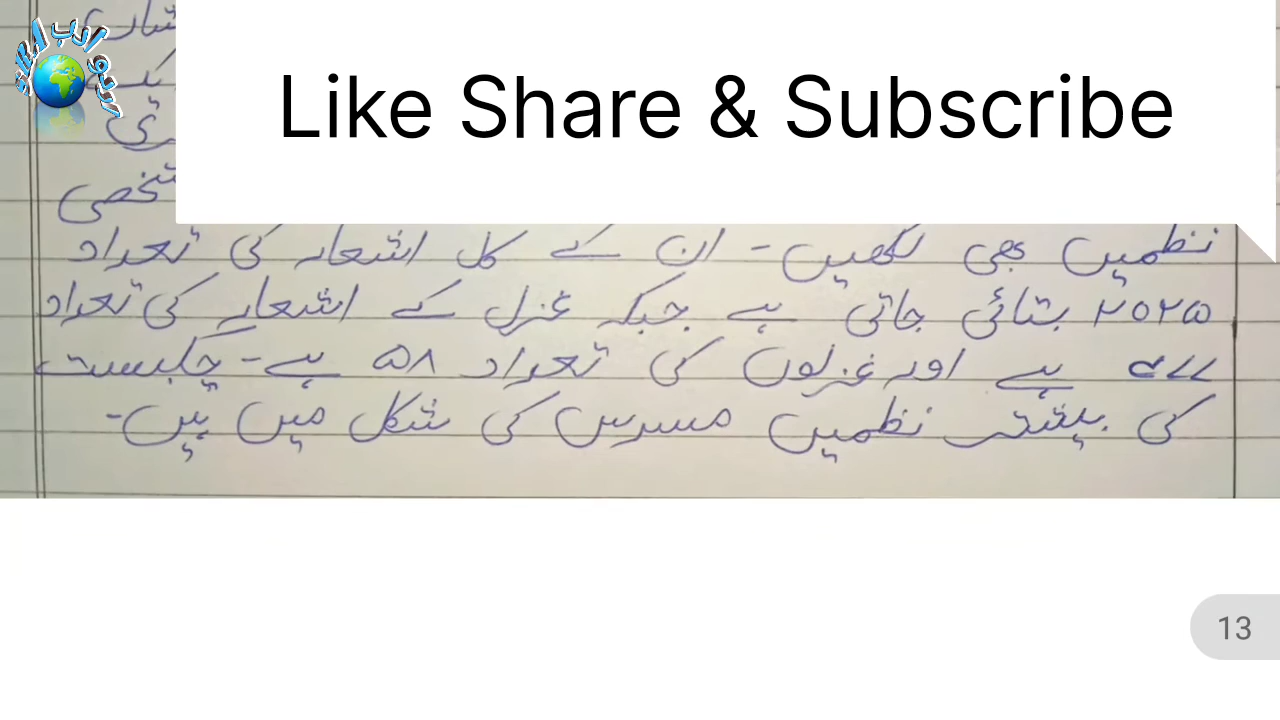 Like Share & Subscribe
شخصی
نظمیں بھی لکھیں - ان کے کل اشعار کی تعداد
۲۰۲۵ بتائی جاتی ہے جبکہ غزل کے اشعار کی تعداد
ہے اور غزلوں کی تعداد ۵۸ ہے - چکبست
کی بیشتر نظمیں مسدس کی شکل میں ہیں -
13